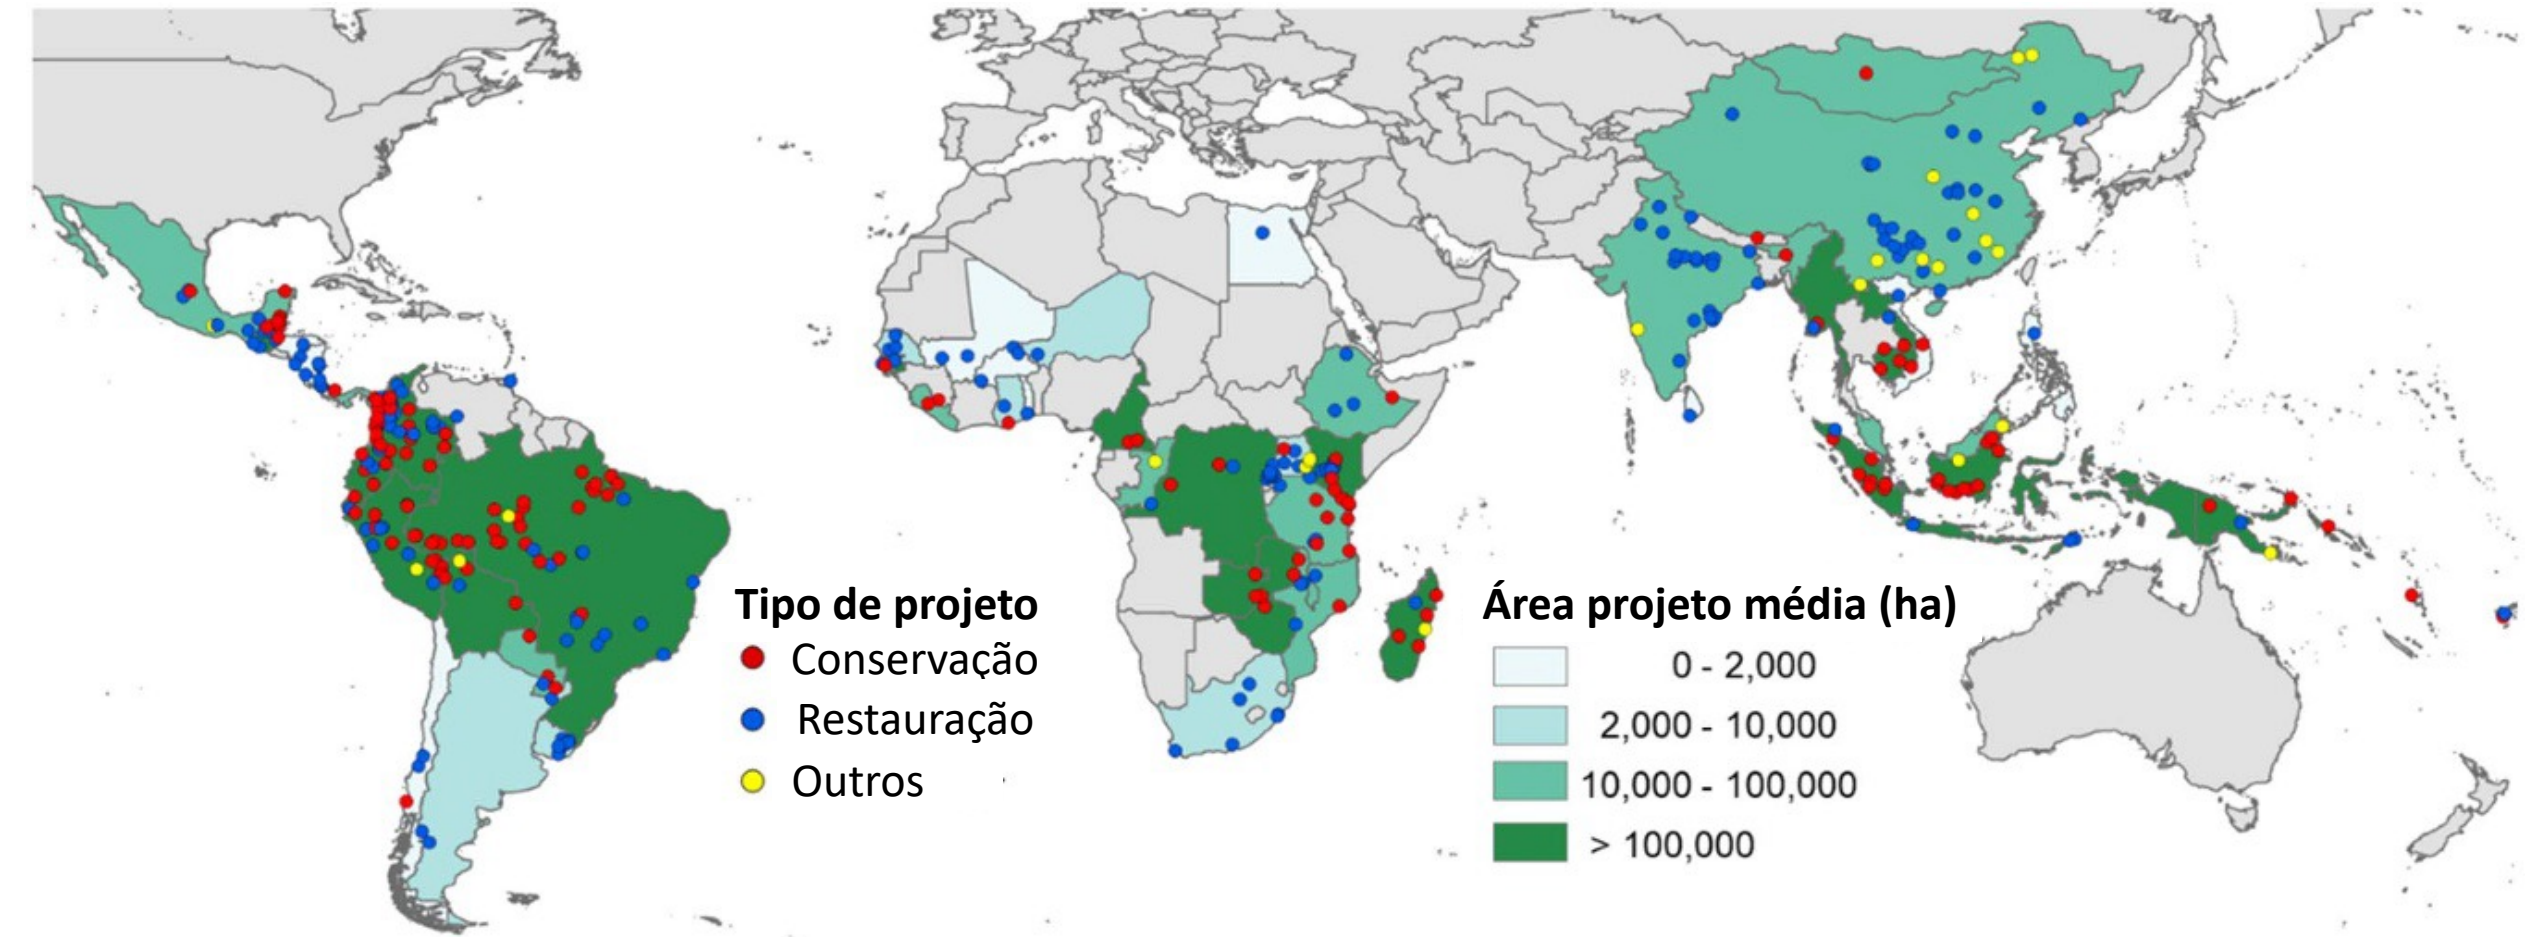 Tipo de projeto
Conservação
Restauração
Outros
Área projeto média (ha)
0 - 2,000
2,000 - 10,000
10,000 - 100,000
> 100,000